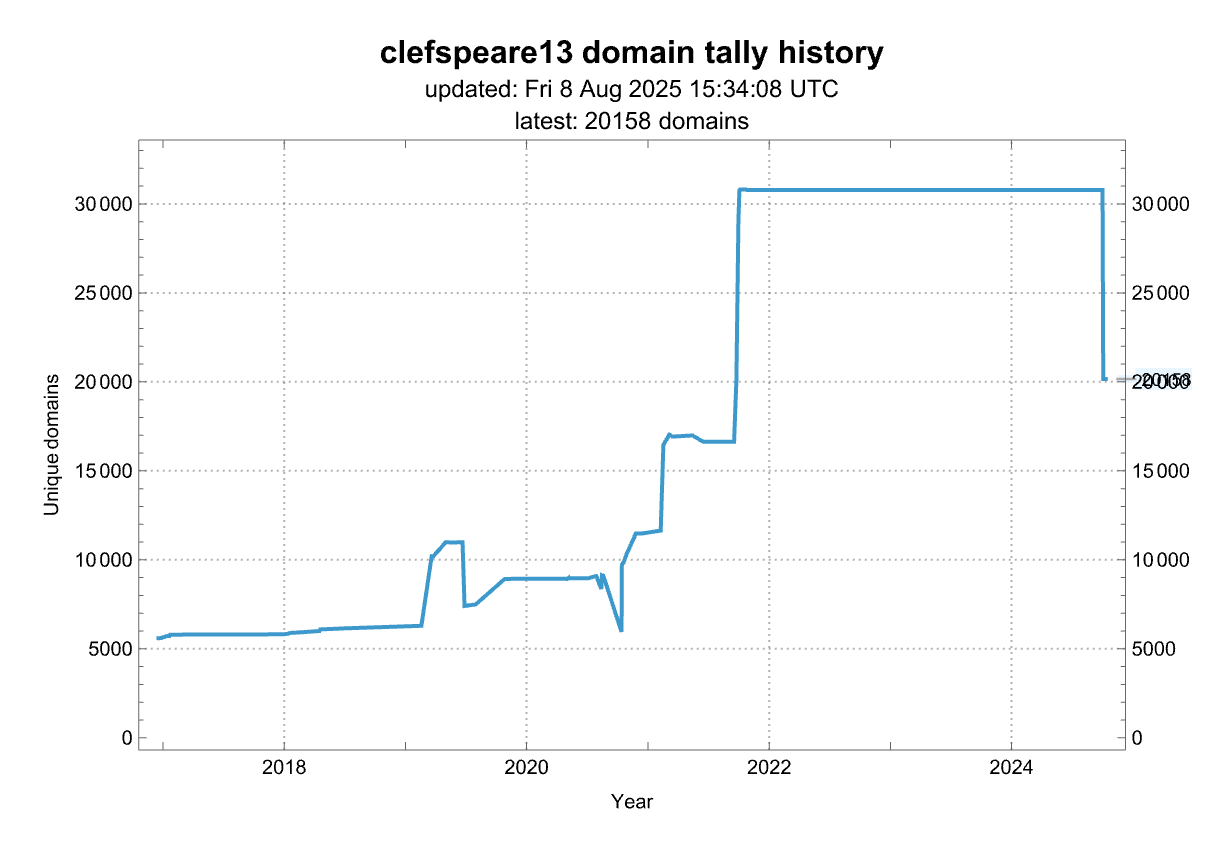 clefspeare13 domain tally history
updated: Fri 8 Aug 2025 15:34:08 UTC
latest: 20158 domains
30000 30000
25000 25000
20000 20000 20158
15000 15000
10000 10000
5000 5000
0 0
Unique domains
2018 2020 2022 2024
Year